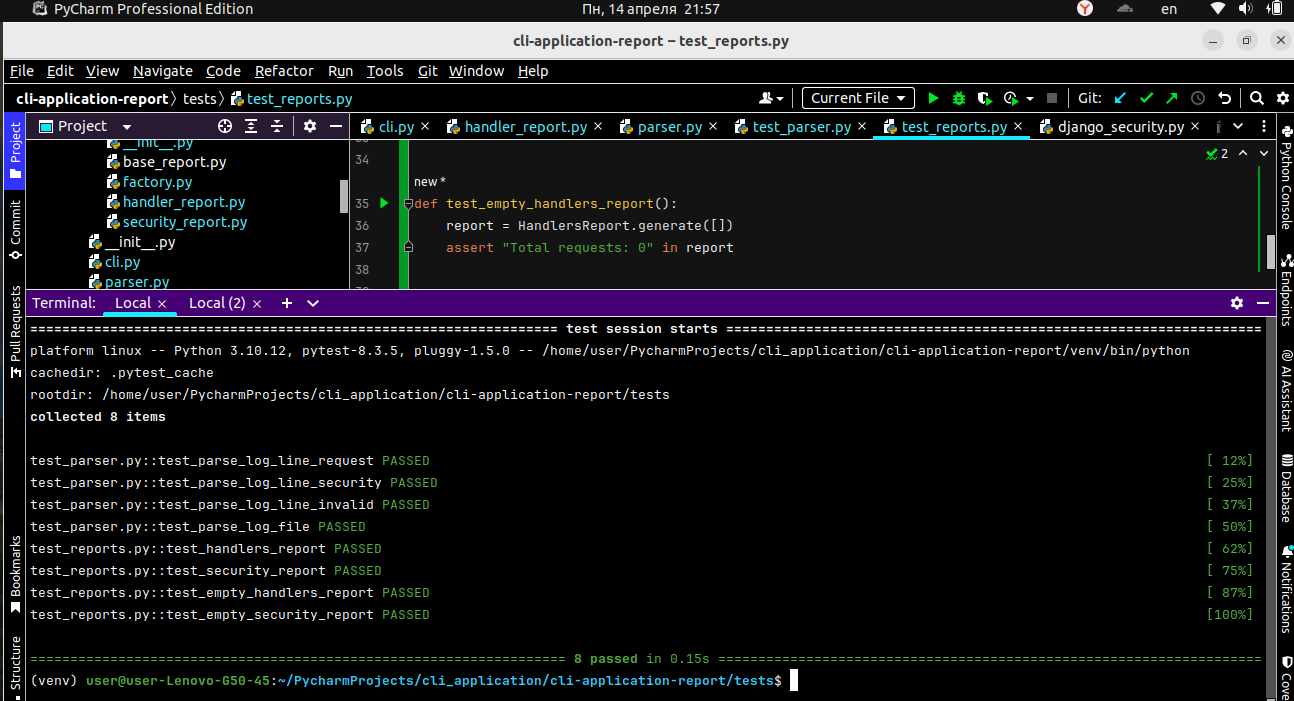 PyCharm Professional Edition
Пн, 14 апреля 21:57
en
cli-application-report – test_reports.py
File Edit View Navigate Code Refactor Run Tools Git Window Help
cli-application-report tests test_reports.py
Current File
Git:
Project
cli.py
handler_report.py
parser.py
test_parser.py
test_reports.py
django_security.py
__init__.py
base_report.py
factory.py
handler_report.py
security_report.py
__init__.py
cli.py
parser.py
2
34
new *
35 def test_empty_handlers_report():
36 report = HandlersReport.generate([])
37 assert "Total requests: 0" in report
38
Project
Commit
Pull Requests
Bookmarks
Structure
Python Console
Endpoints
AI Assistant
Database
Notifications
Cove
Terminal: Local Local (2)
================================================================== test session starts ===================================================================
platform linux -- Python 3.10.12, pytest-8.3.5, pluggy-1.5.0 -- /home/user/PycharmProjects/cli_application/cli-application-report/venv/bin/python
cachedir: .pytest_cache
rootdir: /home/user/PycharmProjects/cli_application/cli-application-report/tests
collected 8 items
test_parser.py::test_parse_log_line_request PASSED [ 12%]
test_parser.py::test_parse_log_line_security PASSED [ 25%]
test_parser.py::test_parse_log_line_invalid PASSED [ 37%]
test_parser.py::test_parse_log_file PASSED [ 50%]
test_reports.py::test_handlers_report PASSED [ 62%]
test_reports.py::test_security_report PASSED [ 75%]
test_reports.py::test_empty_handlers_report PASSED [ 87%]
test_reports.py::test_empty_security_report PASSED [100%]
=================================================================== 8 passed in 0.15s ====================================================================
(venv) user@user-Lenovo-G50-45:~/PycharmProjects/cli_application/cli-application-report/tests$